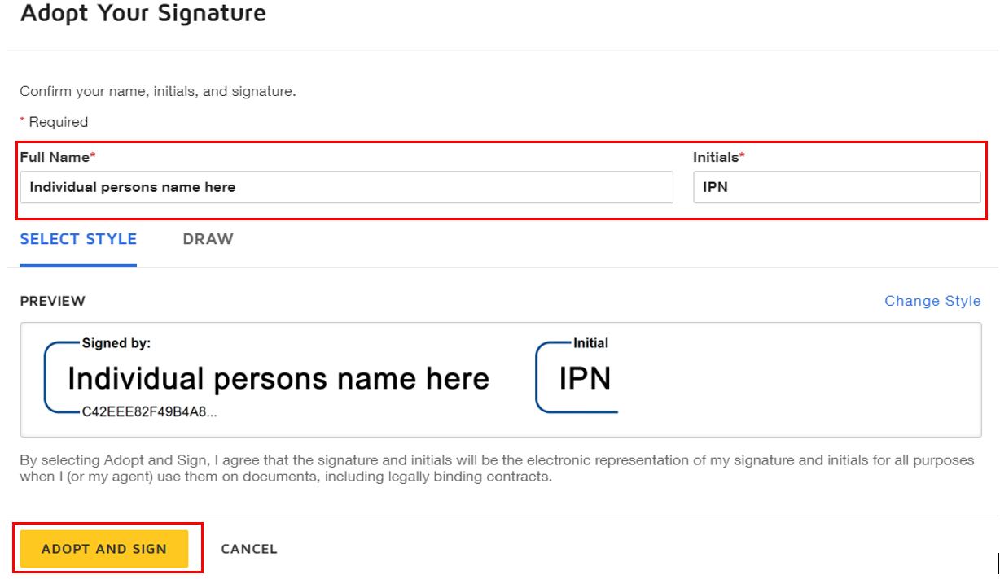 Adopt Your Signature
Confirm your name, initials, and signature.
* Required
Full Name* Initials*
Individual persons name here IPN
SELECT STYLE DRAW
PREVIEW Change Style
Signed by: Initial
Individual persons name here IPN
C42EEE82F49B4A8...
By selecting Adopt and Sign, I agree that the signature and initials will be the electronic representation of my signature and initials for all purposes
when I (or my agent) use them on documents, including legally binding contracts.
ADOPT AND SIGN CANCEL